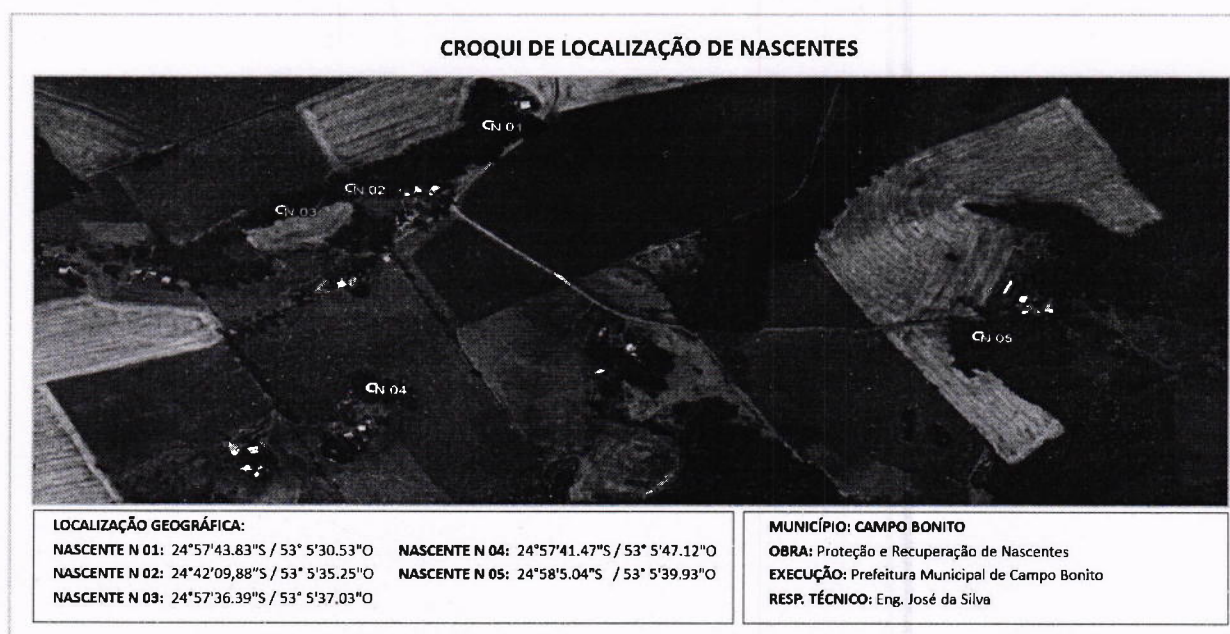 CROQUI DE LOCALIZAÇÃO DE NASCENTES
N 01
N 02
N 03
N 04
N 05
LOCALIZAÇÃO GEOGRÁFICA:
NASCENTE N 01: 24°57'43.83"S / 53° 5'30.53"O NASCENTE N 04: 24°57'41.47"S / 53° 5'47.12"O
NASCENTE N 02: 24°42'09,88"S / 53° 5'35.25"O NASCENTE N 05: 24°58'5.04"S / 53° 5'39.93"O
NASCENTE N 03: 24°57'36.39"S / 53° 5'37.03"O
MUNICÍPIO: CAMPO BONITO
OBRA: Proteção e Recuperação de Nascentes
EXECUÇÃO: Prefeitura Municipal de Campo Bonito
RESP. TÉCNICO: Eng. José da Silva